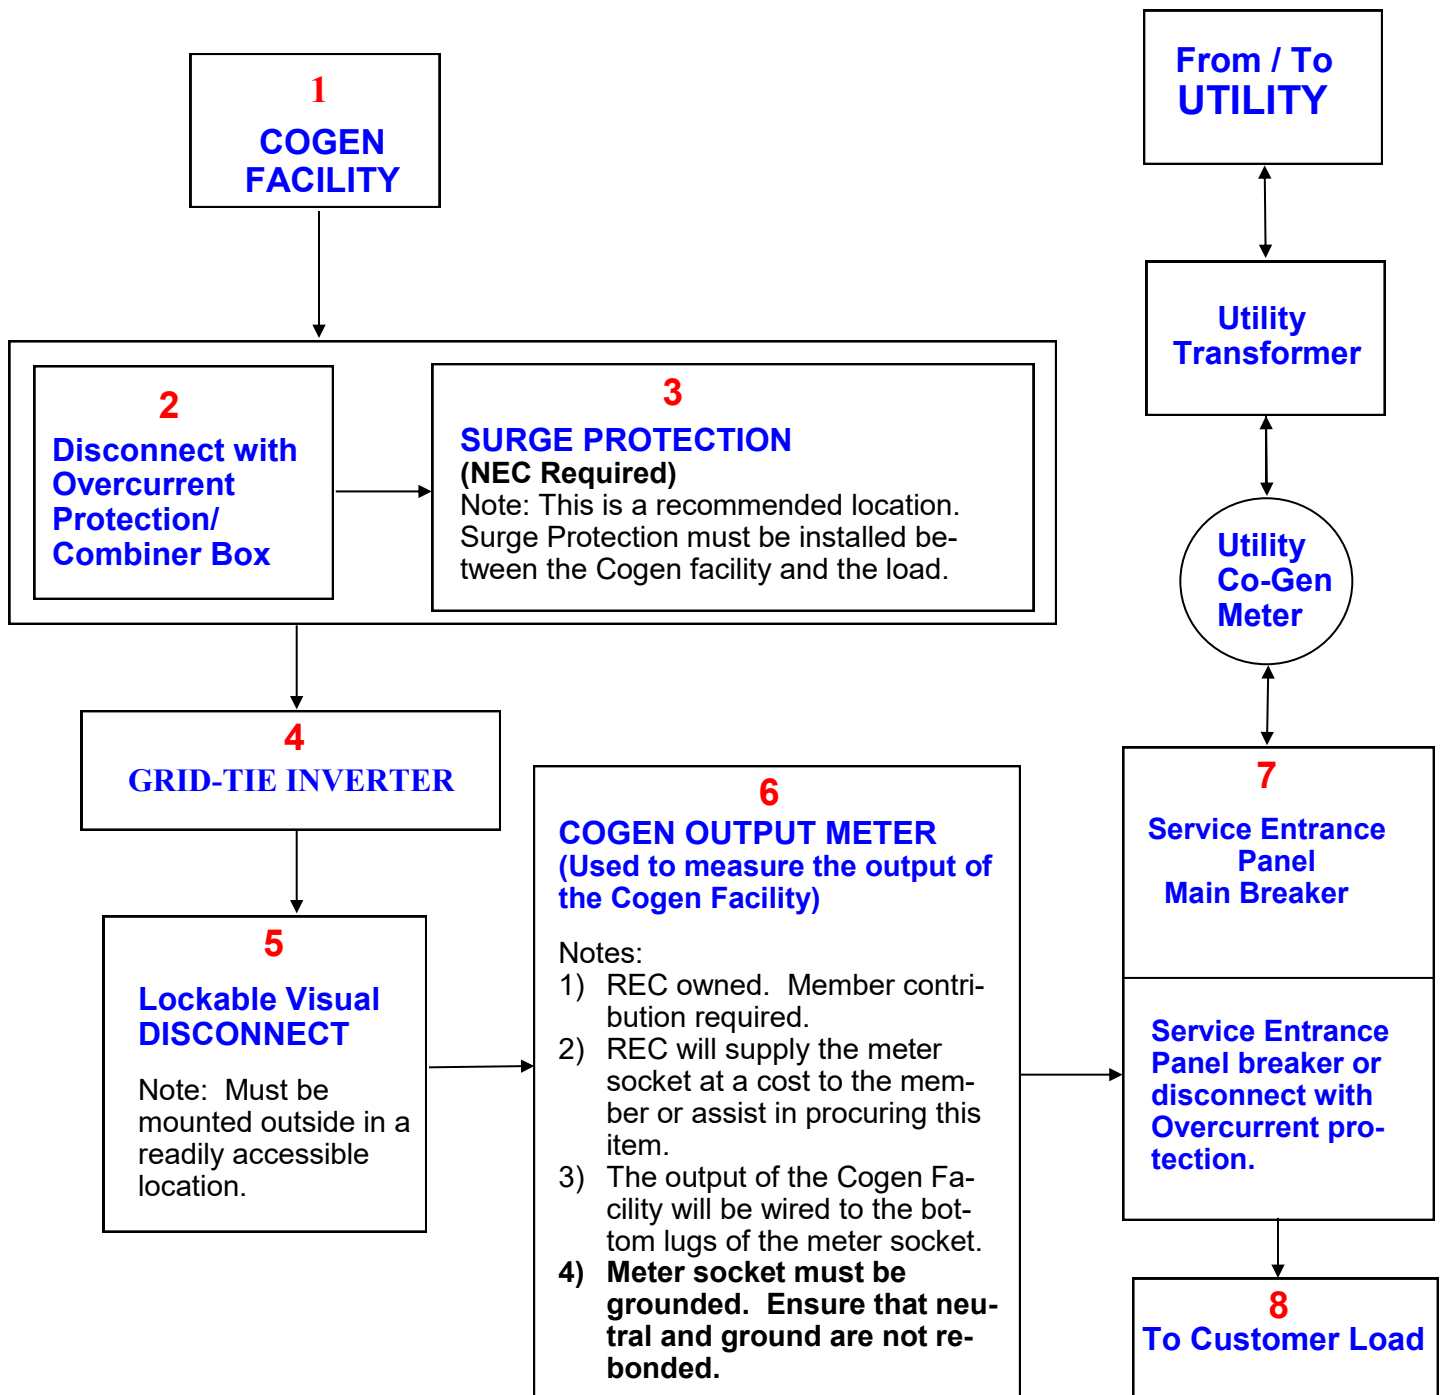 1
COGEN
FACILITY
From / To
UTILITY
Utility
Transformer
2
Disconnect with
Overcurrent
Protection/
Combiner Box
3
SURGE PROTECTION
(NEC Required)
Note: This is a recommended location.
Surge Protection must be installed be-
tween the Cogen facility and the load.
Utility
Co-Gen
Meter
4
GRID-TIE INVERTER
5
Lockable Visual
DISCONNECT
Note:  Must be
mounted outside in a
readily accessible
location.
6
COGEN OUTPUT METER
(Used to measure the output of
the Cogen Facility)
Notes:
1) REC owned.  Member contri-
bution required.
2) REC will supply the meter
socket at a cost to the mem-
ber or assist in procuring this
item.
3) The output of the Cogen Fa-
cility will be wired to the bot-
tom lugs of the meter socket.
4) Meter socket must be
grounded.  Ensure that neu-
tral and ground are not re-
bonded.
7
Service Entrance
Panel
Main Breaker
Service Entrance
Panel breaker or
disconnect with
Overcurrent pro-
tection.
8
To Customer Load